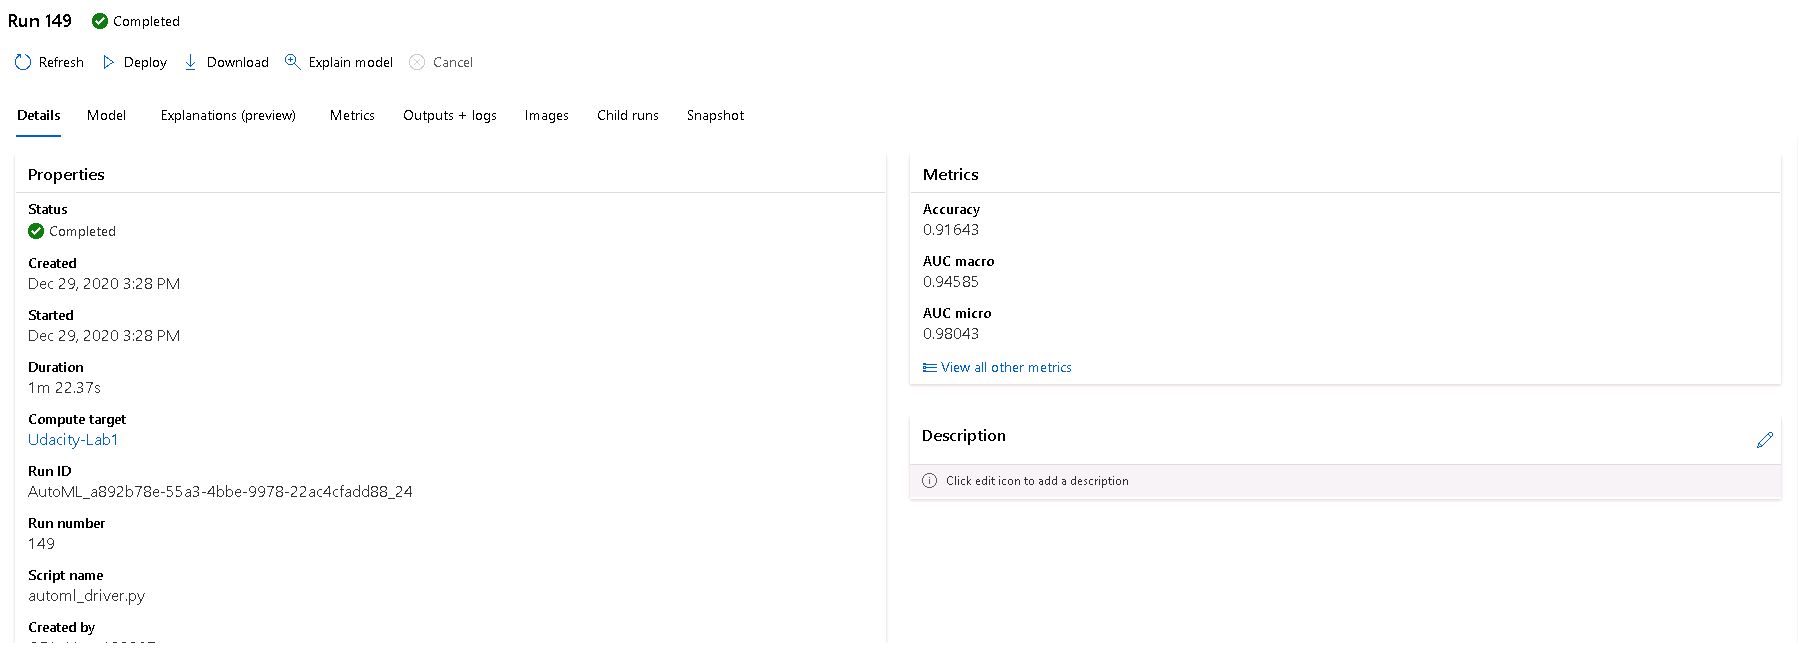 Run 149 Completed
Refresh Deploy Download Explain model Cancel
Details Model Explanations (preview) Metrics Outputs + logs Images Child runs Snapshot
Properties
Status
Completed
Created
Dec 29, 2020 3:28 PM
Started
Dec 29, 2020 3:28 PM
Duration
1m 22.37s
Compute target
Udacity-Lab1
Run ID
AutoML_a892b78e-55a3-4bbe-9978-22ac4cfadd88_24
Run number
149
Script name
automl_driver.py
Created by
Metrics
Accuracy
0.91643
AUC macro
0.94585
AUC micro
0.98043
View all other metrics
Description
Click edit icon to add a description